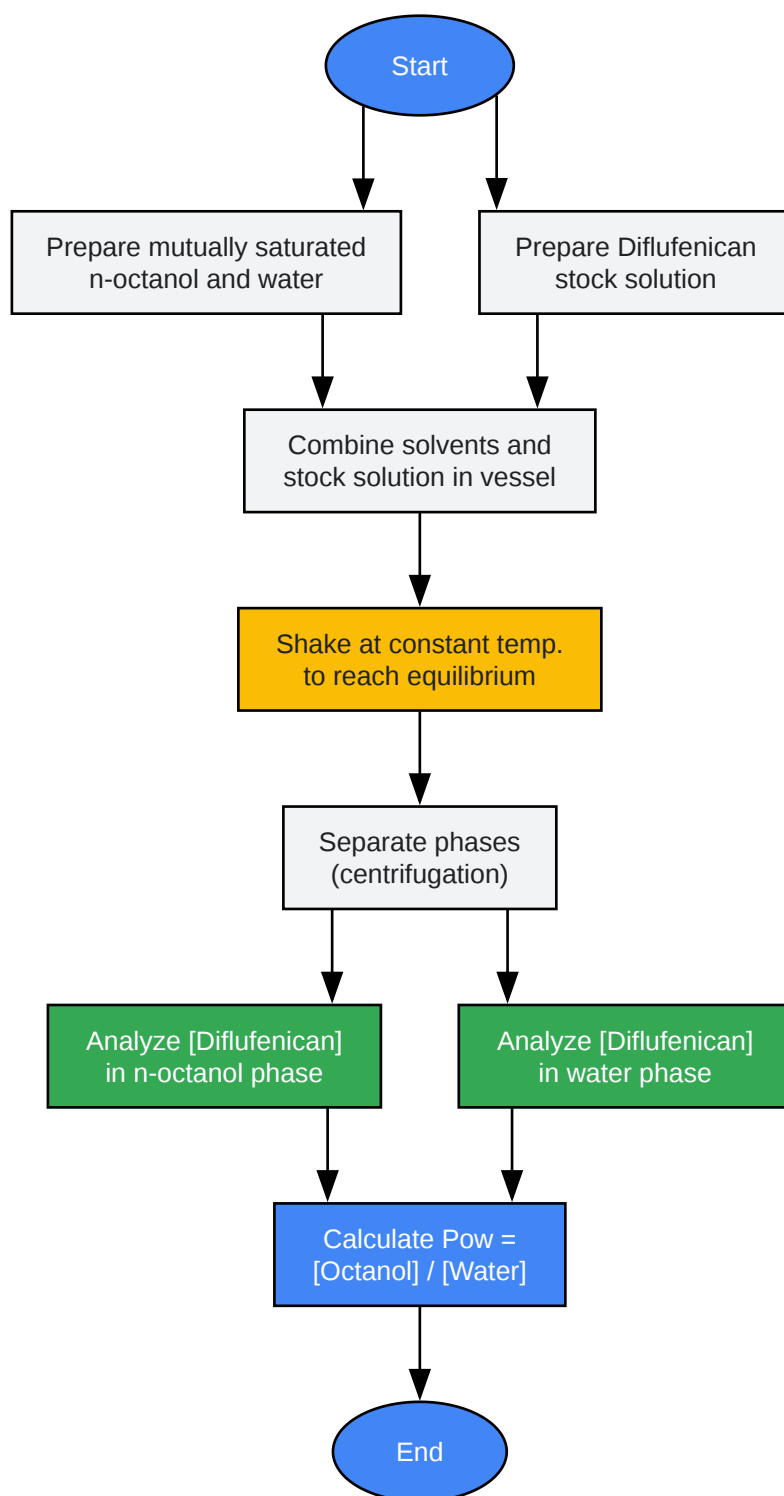 Start
Prepare mutually saturated
n-octanol and water
Prepare Diflufenican
stock solution
Combine solvents and
stock solution in vessel
Shake at constant temp.
to reach equilibrium
Separate phases
(centrifugation)
Analyze [Diflufenican]
in n-octanol phase
Analyze [Diflufenican]
in water phase
Calculate Pow =
[Octanol] / [Water]
End